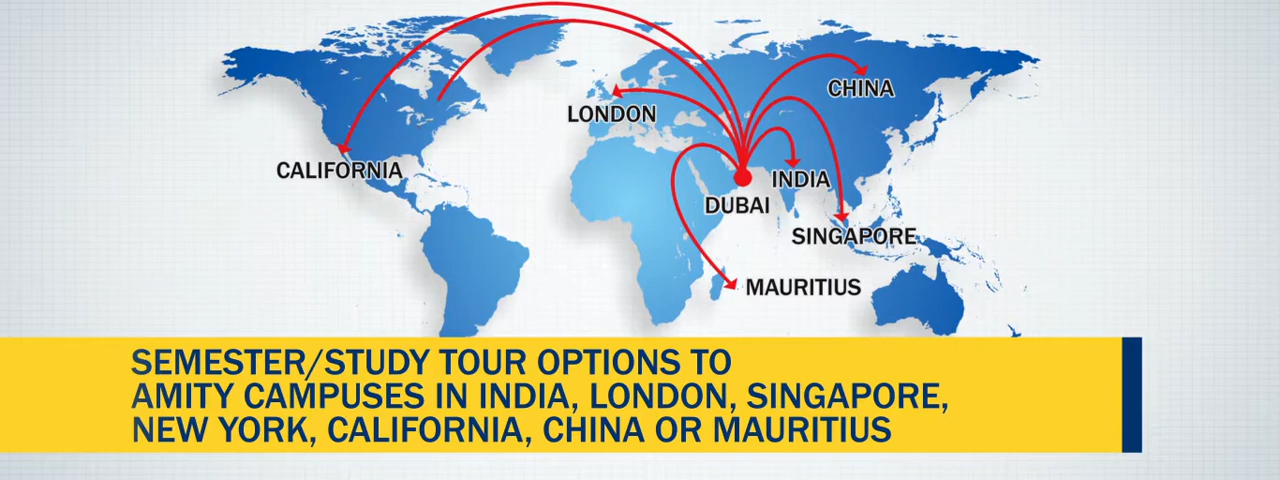 CHINA
LONDON
CALIFORNIA
INDIA
DUBAI
SINGAPORE
MAURITIUS
SEMESTER/STUDY TOUR OPTIONS TO
AMITY CAMPUSES IN INDIA, LONDON, SINGAPORE,
NEW YORK, CALIFORNIA, CHINA OR MAURITIUS